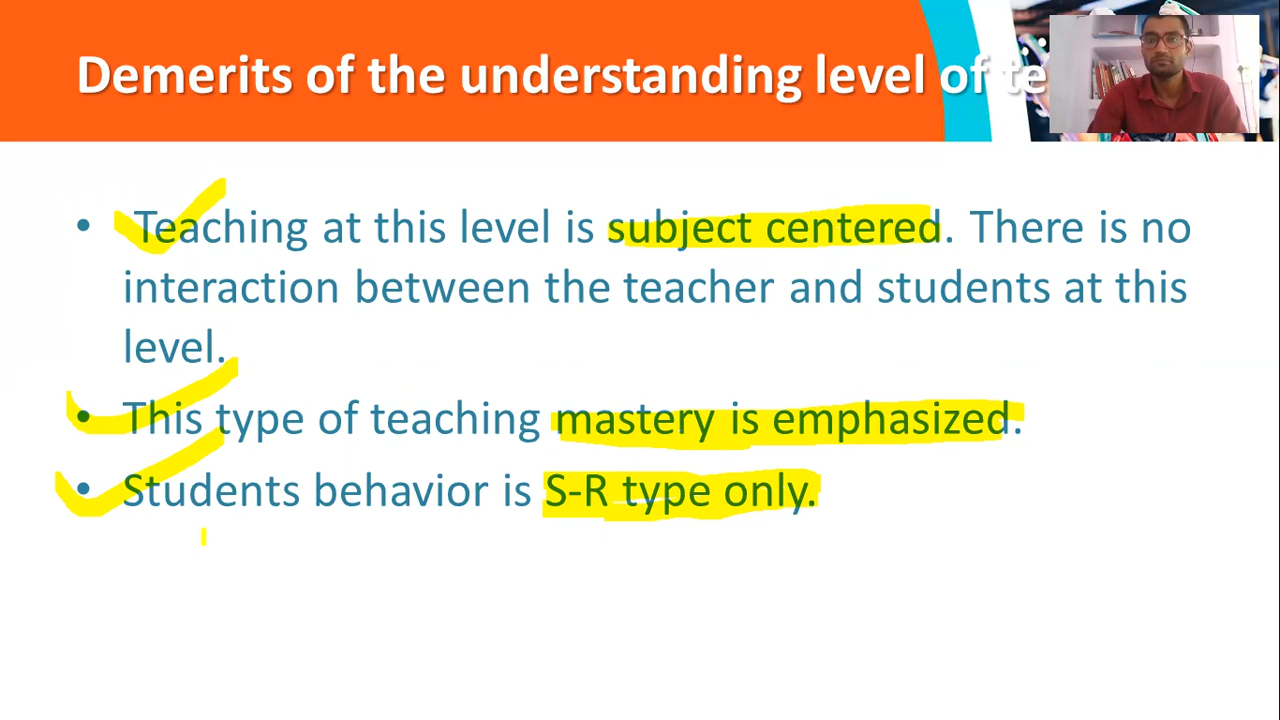 Demerits of the understanding level of te
• Teaching at this level is subject centered. There is no
interaction between the teacher and students at this
level.
• This type of teaching mastery is emphasized.
• Students behavior is S-R type only.